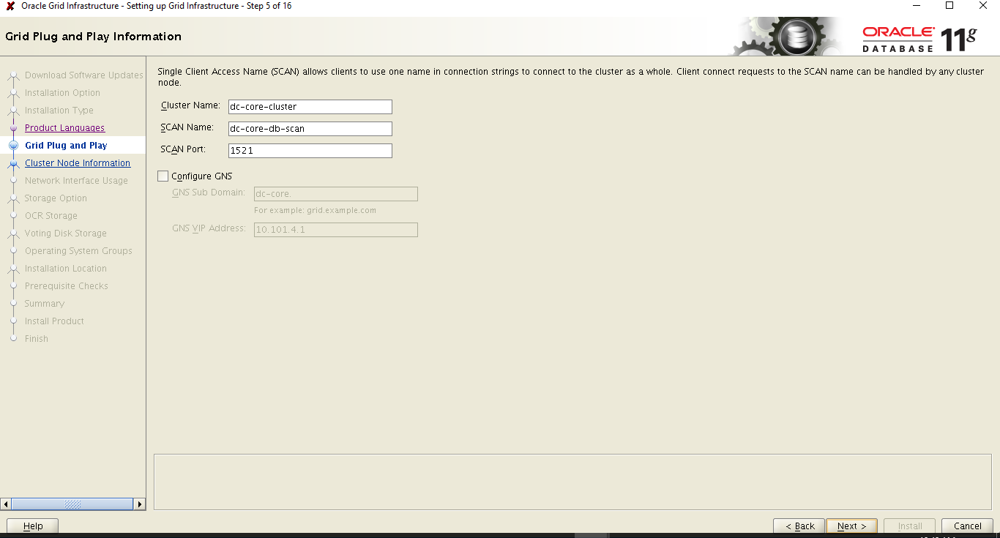 Oracle Grid Infrastructure - Setting up Grid Infrastructure - Step 5 of 16
Grid Plug and Play Information
ORACLE
DATABASE
11g
Download Software Updates
Installation Option
Installation Type
Product Languages
Grid Plug and Play
Cluster Node Information
Network Interface Usage
Storage Option
OCR Storage
Voting Disk Storage
Operating System Groups
Installation Location
Prerequisite Checks
Summary
Install Product
Finish
Single Client Access Name (SCAN) allows clients to use one name in connection strings to connect to the cluster as a whole. Client connect requests to the SCAN name can be handled by any cluster
node.
Cluster Name: dc-core-cluster
SCAN Name: dc-core-db-scan
SCAN Port: 1521
Configure GNS
GNS Sub Domain: dc-core.
For example: grid.example.com
GNS VIP Address: 10.101.4.1
Help
< Back
Next >
Install
Cancel